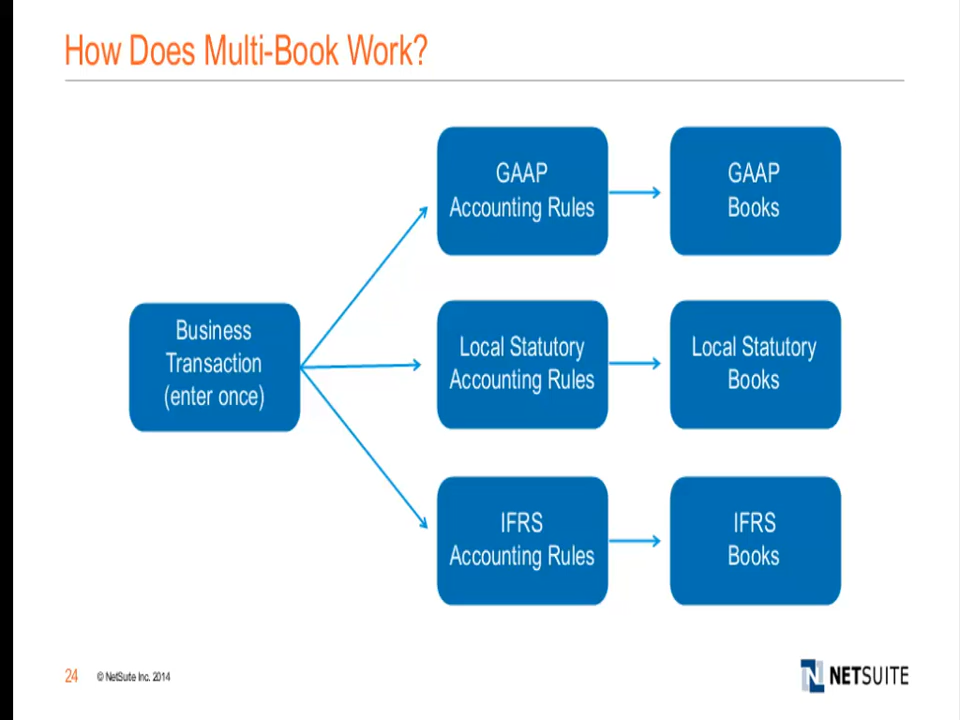 How Does Multi-Book Work?
GAAP
Accounting Rules
GAAP
Books
Business
Transaction
(enter once)
Local Statutory
Accounting Rules
Local Statutory
Books
IFRS
Accounting Rules
IFRS
Books
24
© NetSuite Inc. 2014
N NETSUITE